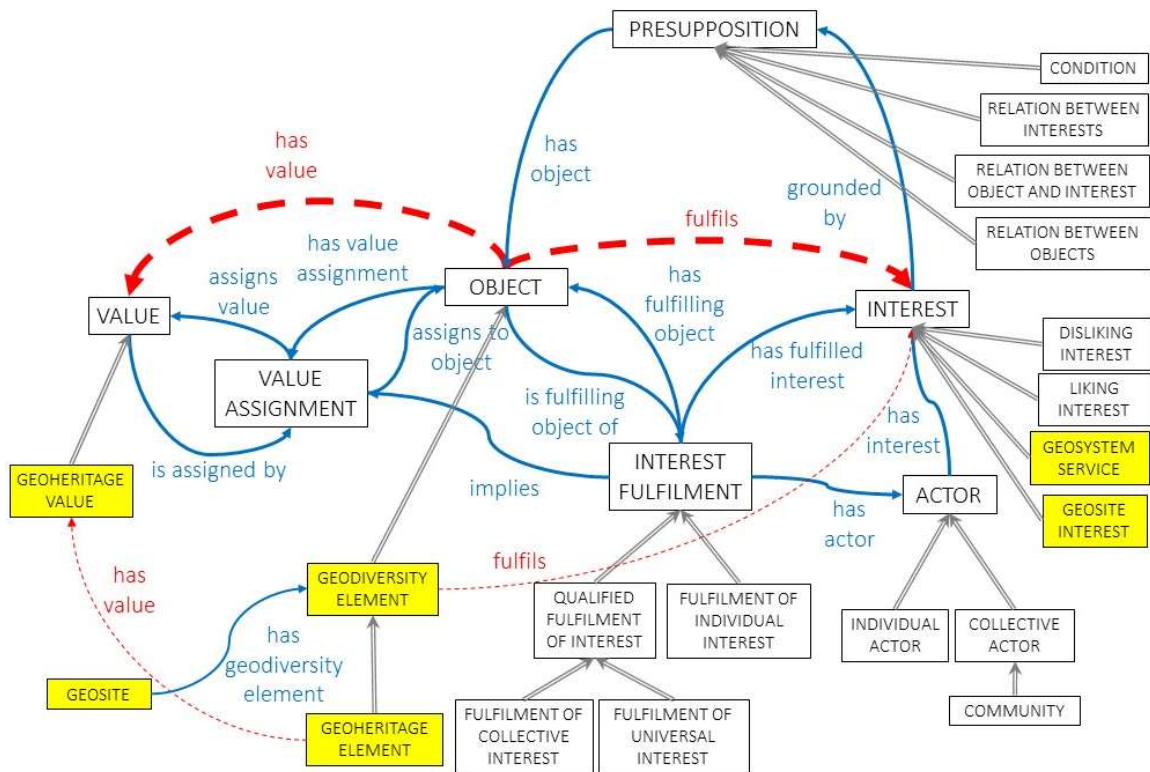 PRESUPPOSITION
CONDITION
RELATION BETWEEN
INTERESTS
has
value
has
object
grounded
by
RELATION BETWEEN
OBJECT AND INTEREST
fulfils
RELATION BETWEEN
OBJECTS
has value
assignment
assigns
value
OBJECT
has
fulfilling
object
VALUE
INTEREST
assigns to
object
DISLIKING
INTEREST
has fulfilled
interest
VALUE
ASSIGNMENT
is fulfilling
object of
LIKING
INTEREST
has
interest
is assigned by
GEOSYSTEM
SERVICE
GEOHERITAGE
VALUE
implies
INTEREST
FULFILMENT
ACTOR
GEOSITE
INTEREST
has
actor
has
value
fulfils
GEODIVERSITY
ELEMENT
QUALIFIED
FULFILMENT
OF INTEREST
FULFILMENT OF
INDIVIDUAL
INTEREST
INDIVIDUAL
ACTOR
COLLECTIVE
ACTOR
has
geodiversity
element
GEOSITE
GEOHERITAGE
ELEMENT
FULFILMENT OF
COLLECTIVE
INTEREST
FULFILMENT OF
UNIVERSAL
INTEREST
COMMUNITY